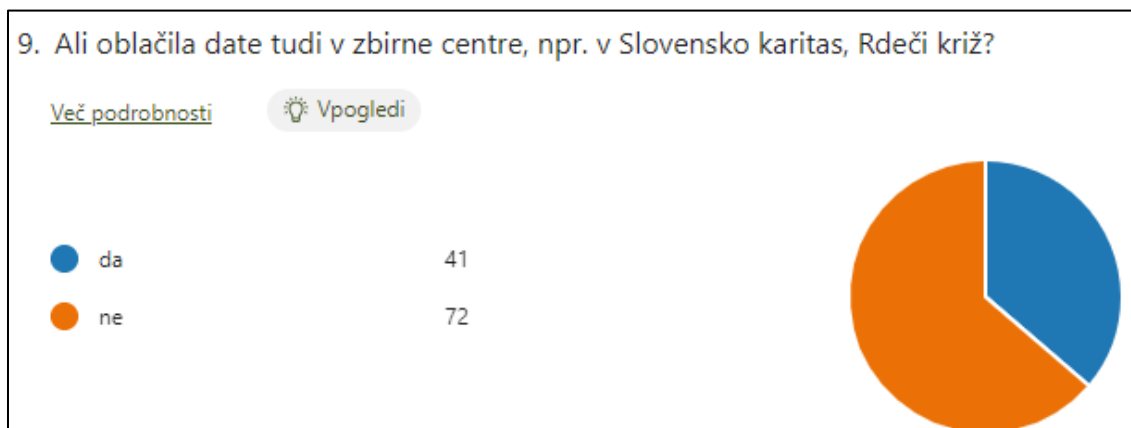 9. Ali oblačila date tudi v zbirne centre, npr. v Slovensko karitas, Rdeči križ?
Več podrobnosti Vpogledi
da 41
ne 72